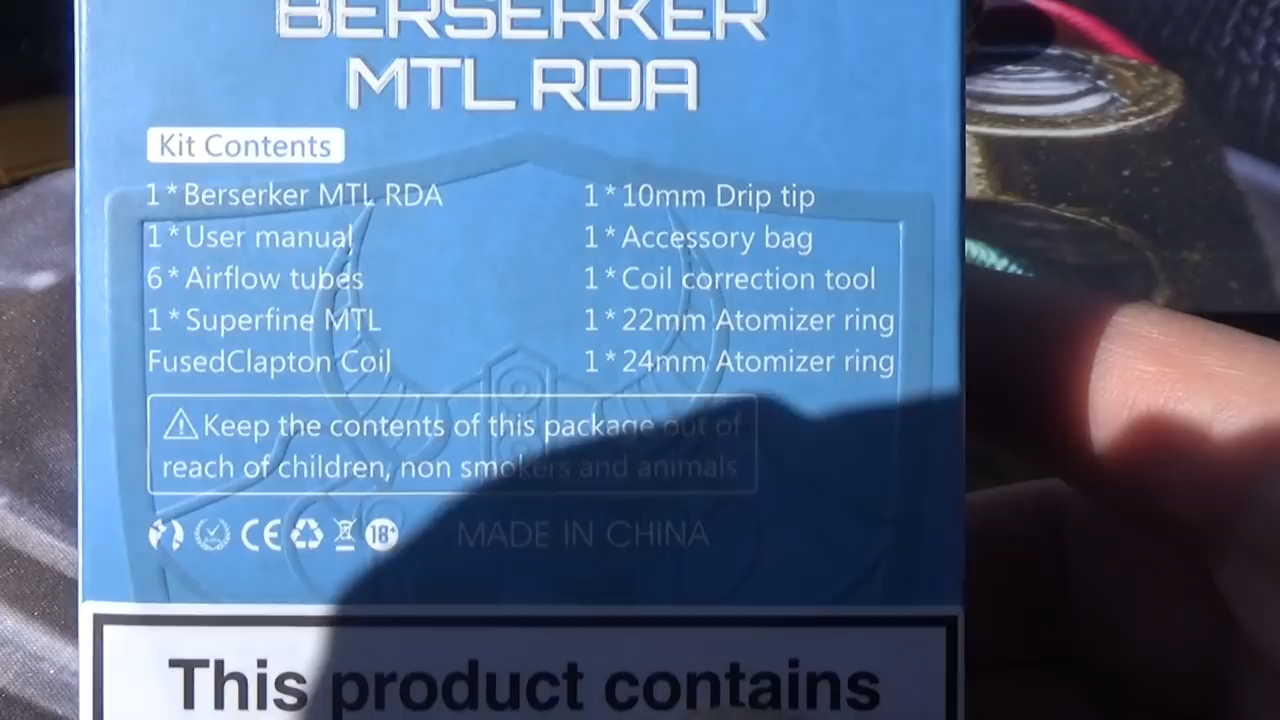 BERSERKER
MTL RDA
Kit Contents
1*Berserker MTL RDA
1*User manual
6*Airflow tubes
1*Superfine MTL
FusedClapton Coil
1*10mm Drip tip
1*Accessory bag
1*Coil correction tool
1*22mm Atomizer ring
1*24mm Atomizer ring
Keep the contents of this package out of
reach of children, non smokers and animals
CE 18+ MADE IN CHINA
This product contains